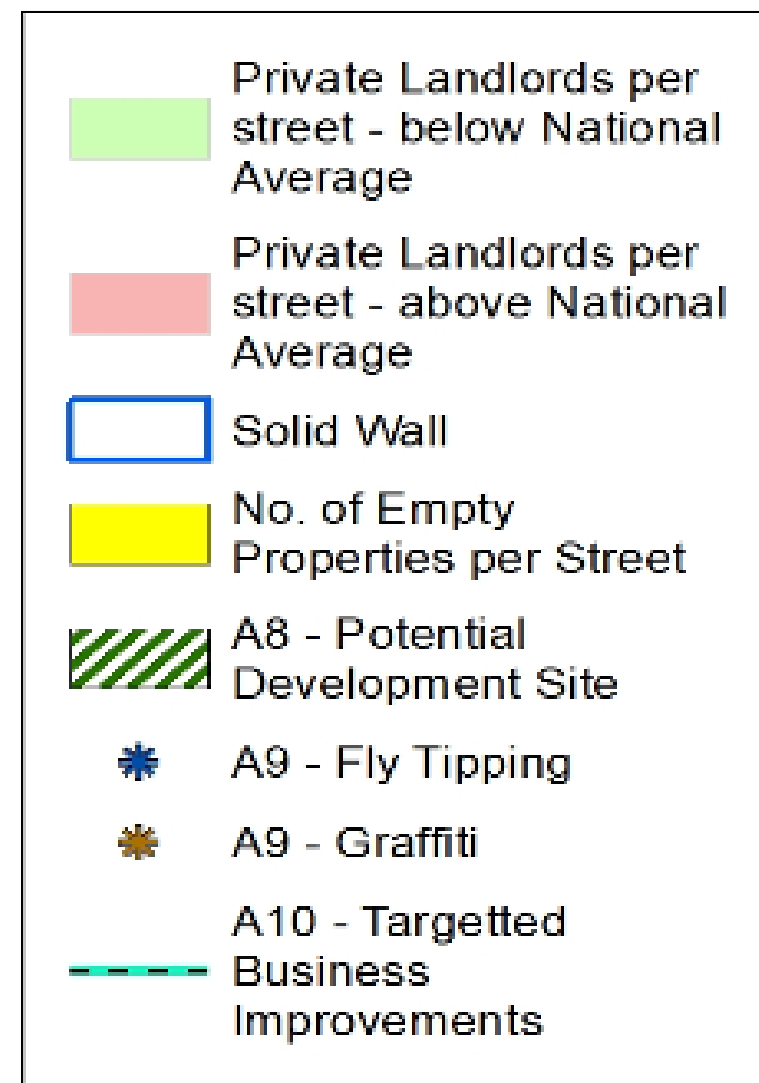 Private Landlords per
street - below National
Average
Private Landlords per
street - above National
Average
Solid Wall
No. of Empty
Properties per Street
A8 - Potential
Development Site
A9 - Fly Tipping
A9 - Graffiti
A10 - Targetted
Business
Improvements